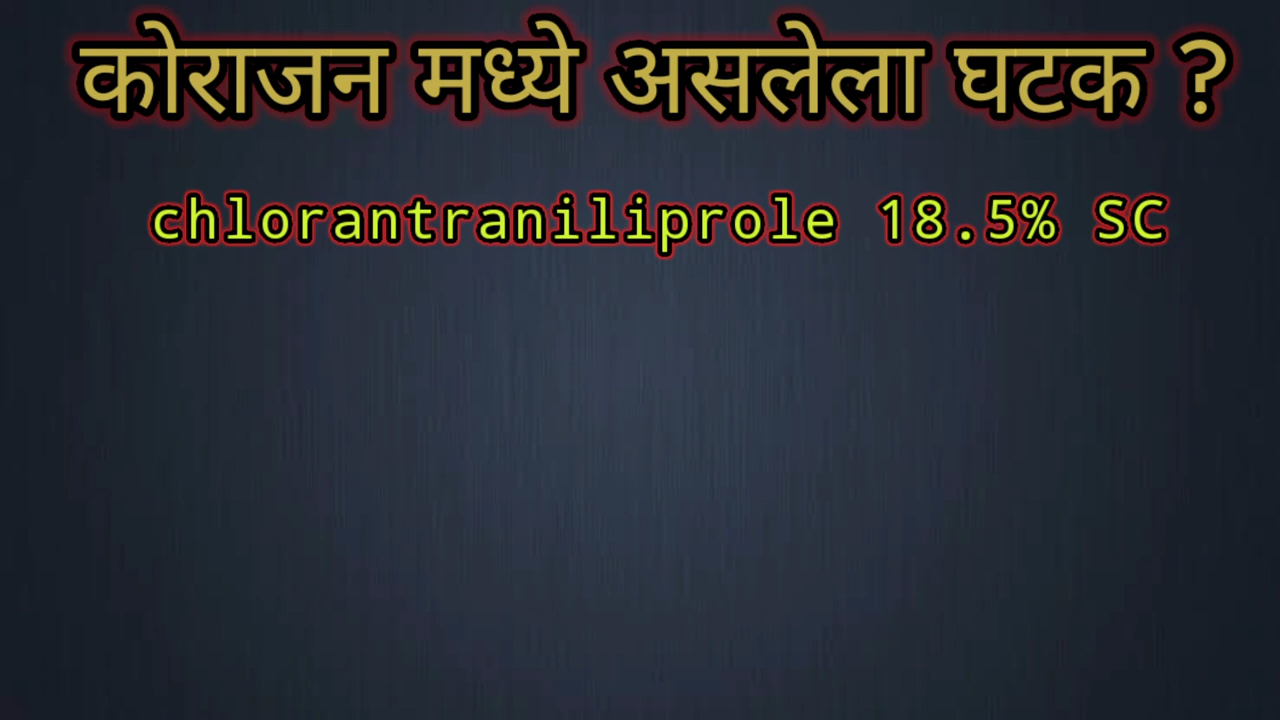 कोराजन मध्ये असलेला घटक ?
chlorantraniliprole 18.5% SC